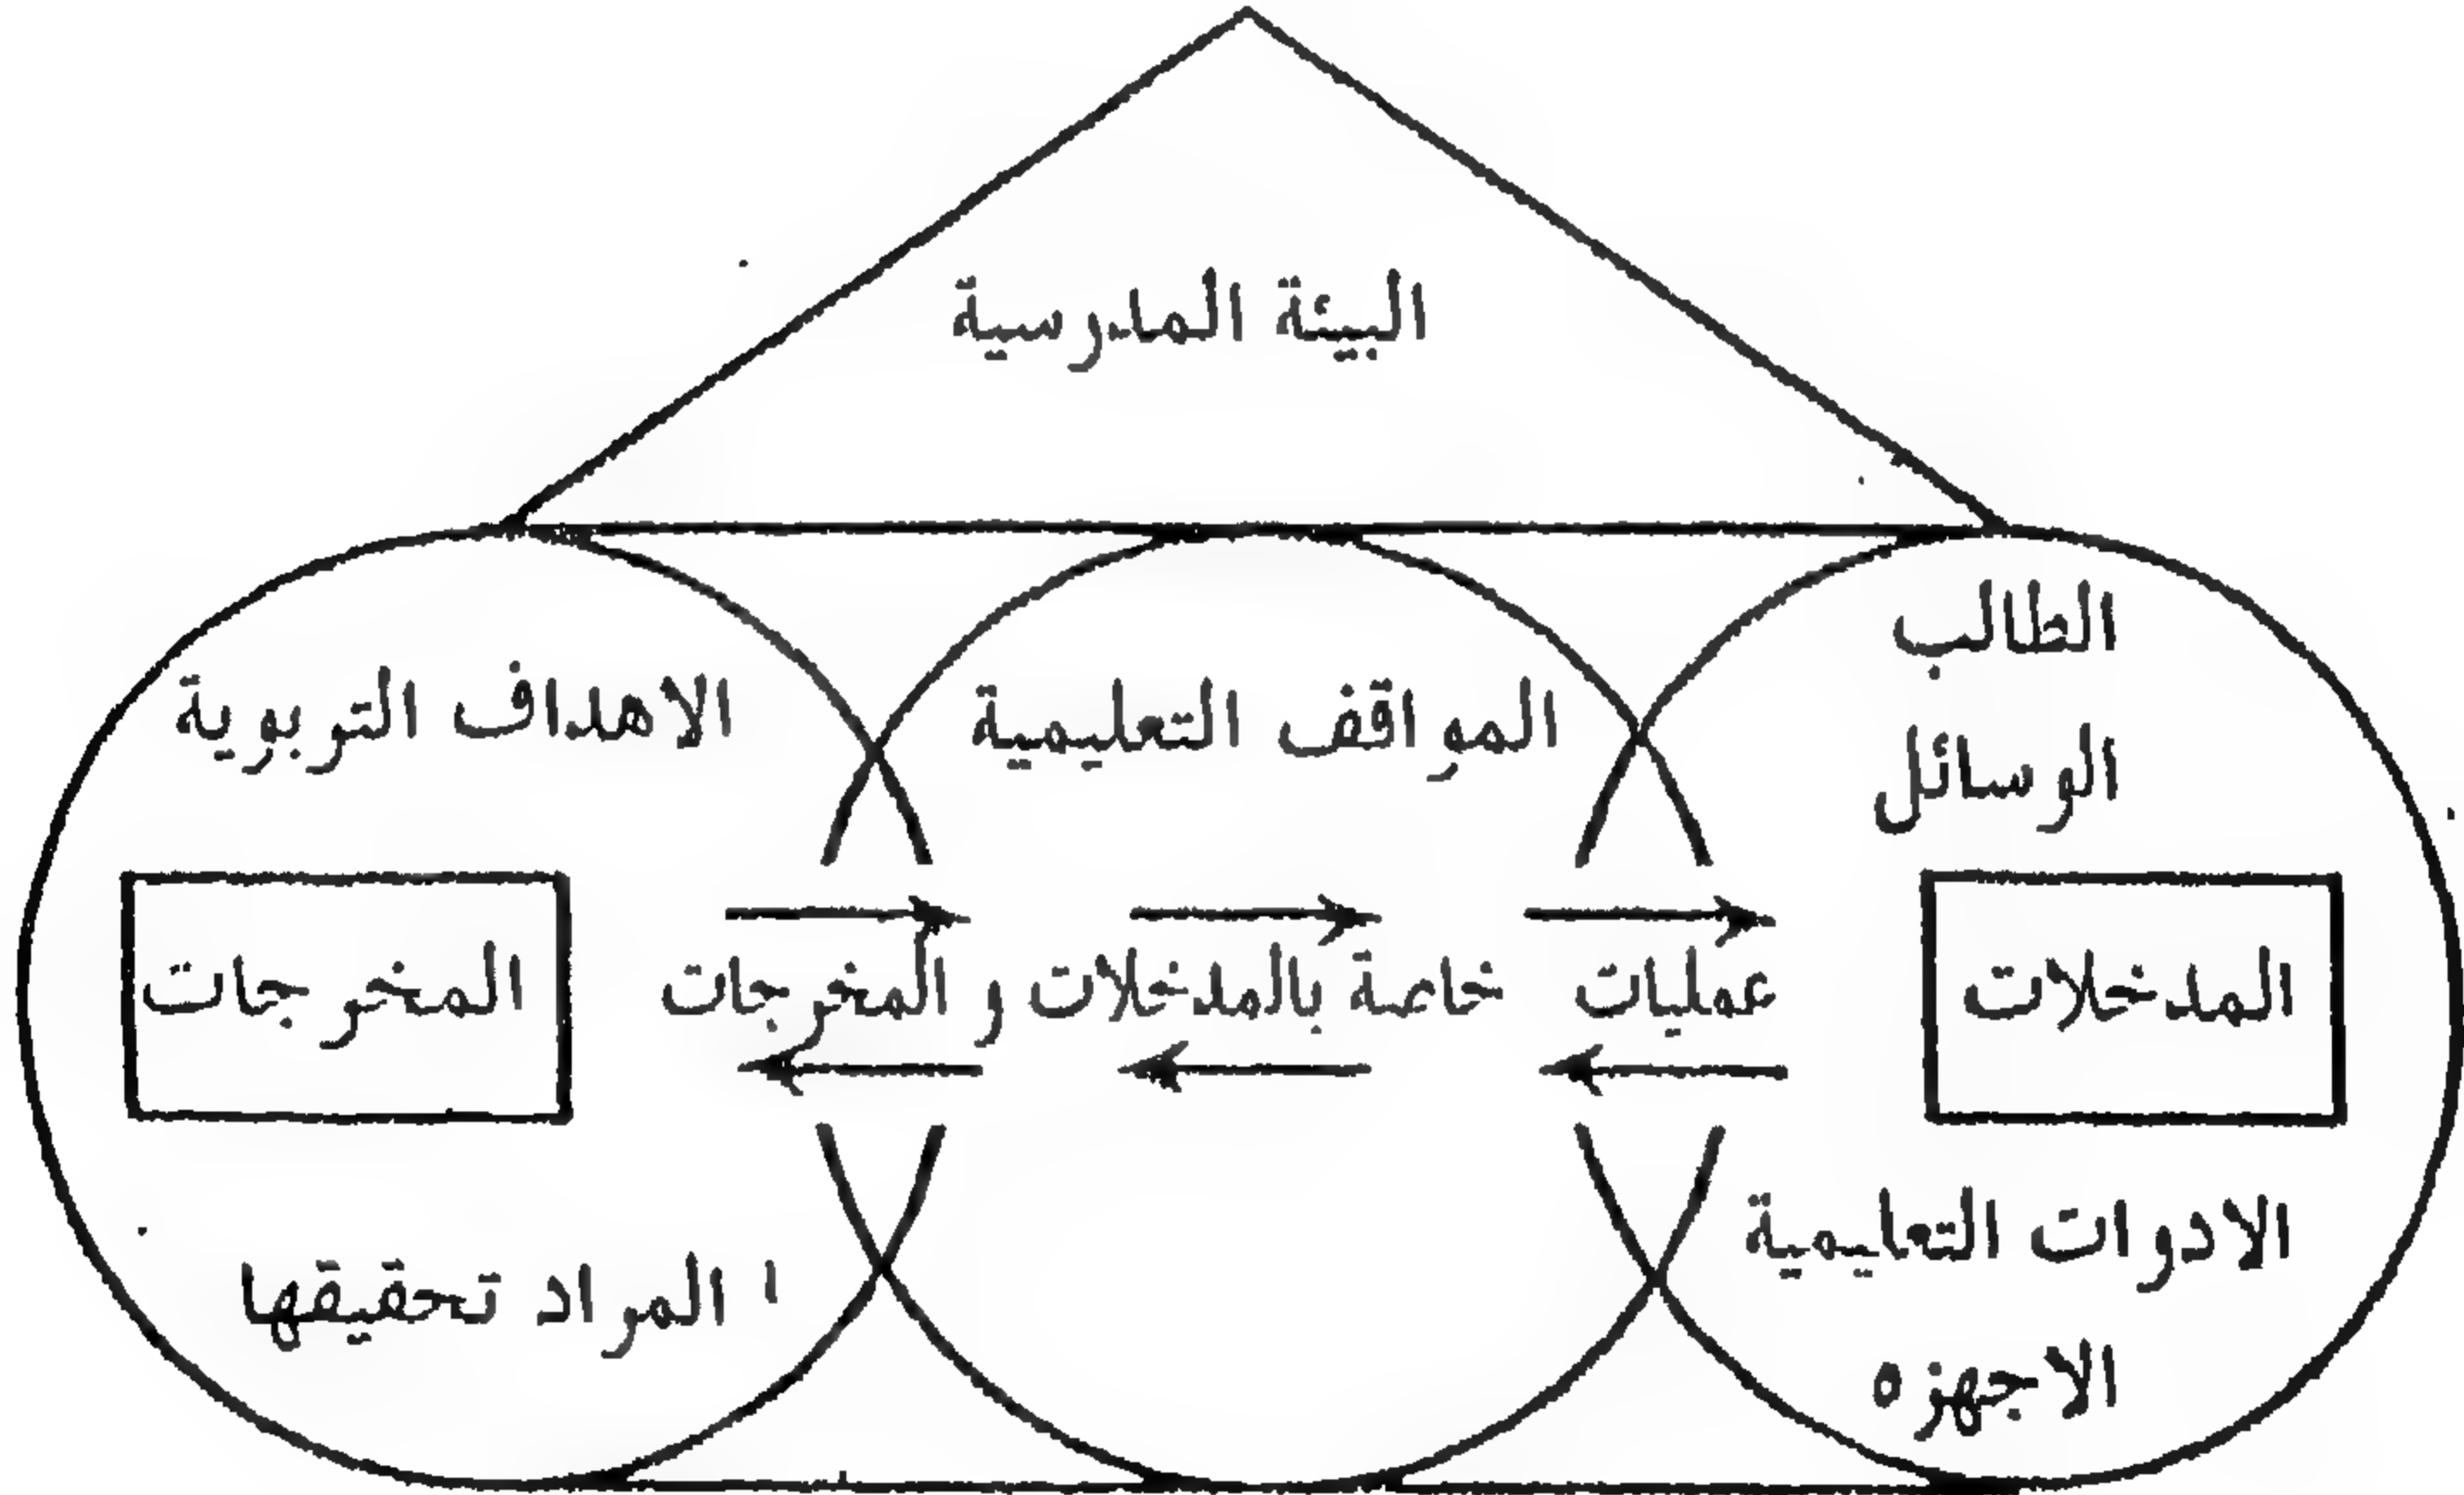 البيئة المدرسية
الطالب
الوسائل
المدخلات
الادوات التعليمية
الاجهزه
المواقف التعليمية
عمليات خاصة بالمدخلات و المخرجات
الاهداف التربوية
المخرجات
ا المراد تحقيقها